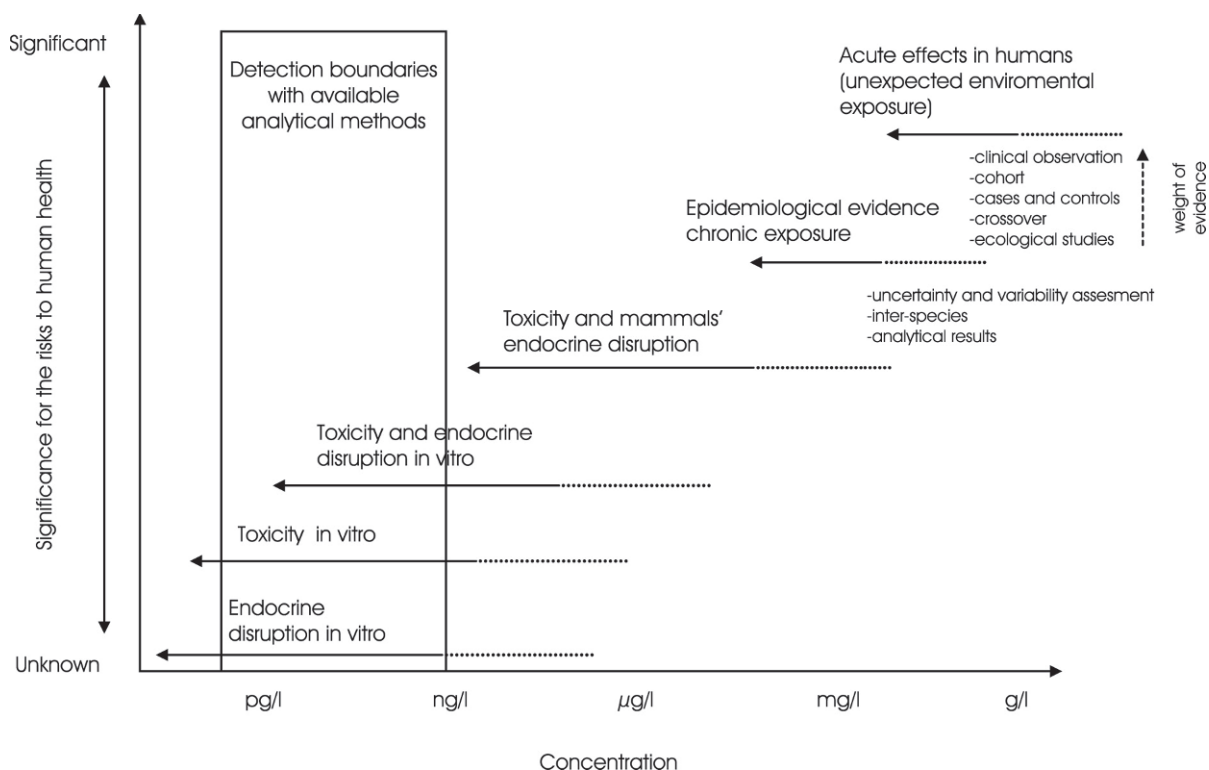 Significant
Detection boundaries
with available
analytical methods
Acute effects in humans
(unexpected enviromental
exposure)
-clinical observation
-cohort
-cases and controls
-crossover
-ecological studies
weight of
evidence
Epidemiological evidence
chronic exposure
-uncertainty and variability assesment
-inter-species
-analytical results
Toxicity and mammals'
endocrine disruption
Toxicity and endocrine
disruption in vitro
Toxicity in vitro
Endocrine
disruption in vitro
Significance for the risks to human health
Unknown
pg/l ng/l µg/l mg/l g/l
Concentration